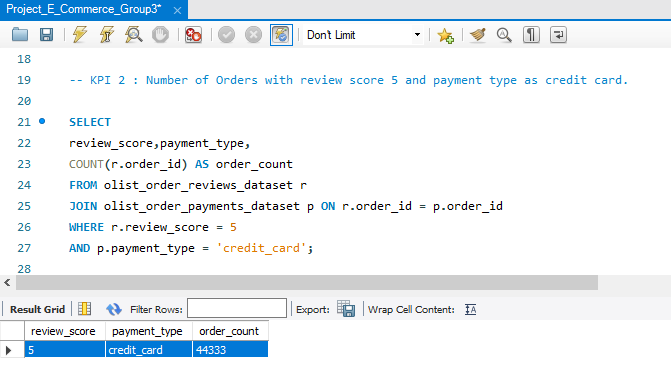 Project_E_Commerce_Group3*
Don't Limit
18
19 -- KPI 2 : Number of Orders with review score 5 and payment type as credit card.
20
21 SELECT
22 review_score,payment_type,
23 COUNT(r.order_id) AS order_count
24 FROM olist_order_reviews_dataset r
25 JOIN olist_order_payments_dataset p ON r.order_id = p.order_id
26 WHERE r.review_score = 5
27 AND p.payment_type = 'credit_card';
28
Result Grid Filter Rows: Export: Wrap Cell Content:
review_score payment_type order_count
5 credit_card 44333